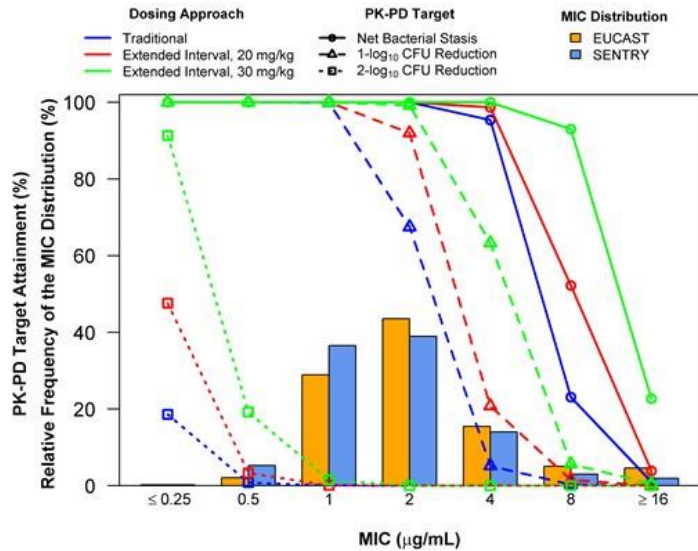 Dosing Approach
Traditional
Extended Interval, 20 mg/kg
Extended Interval, 30 mg/kg
PK-PD Target
Net Bacterial Stasis
1-log10 CFU Reduction
2-log10 CFU Reduction
MIC Distribution
EUCAST
SENTRY
PK-PD Target Attainment (%)
Relative Frequency of the MIC Distribution (%)
100
80
60
40
20
0
≤ 0.25 0.5 1 2 4 8 ≥ 16
MIC (µg/mL)